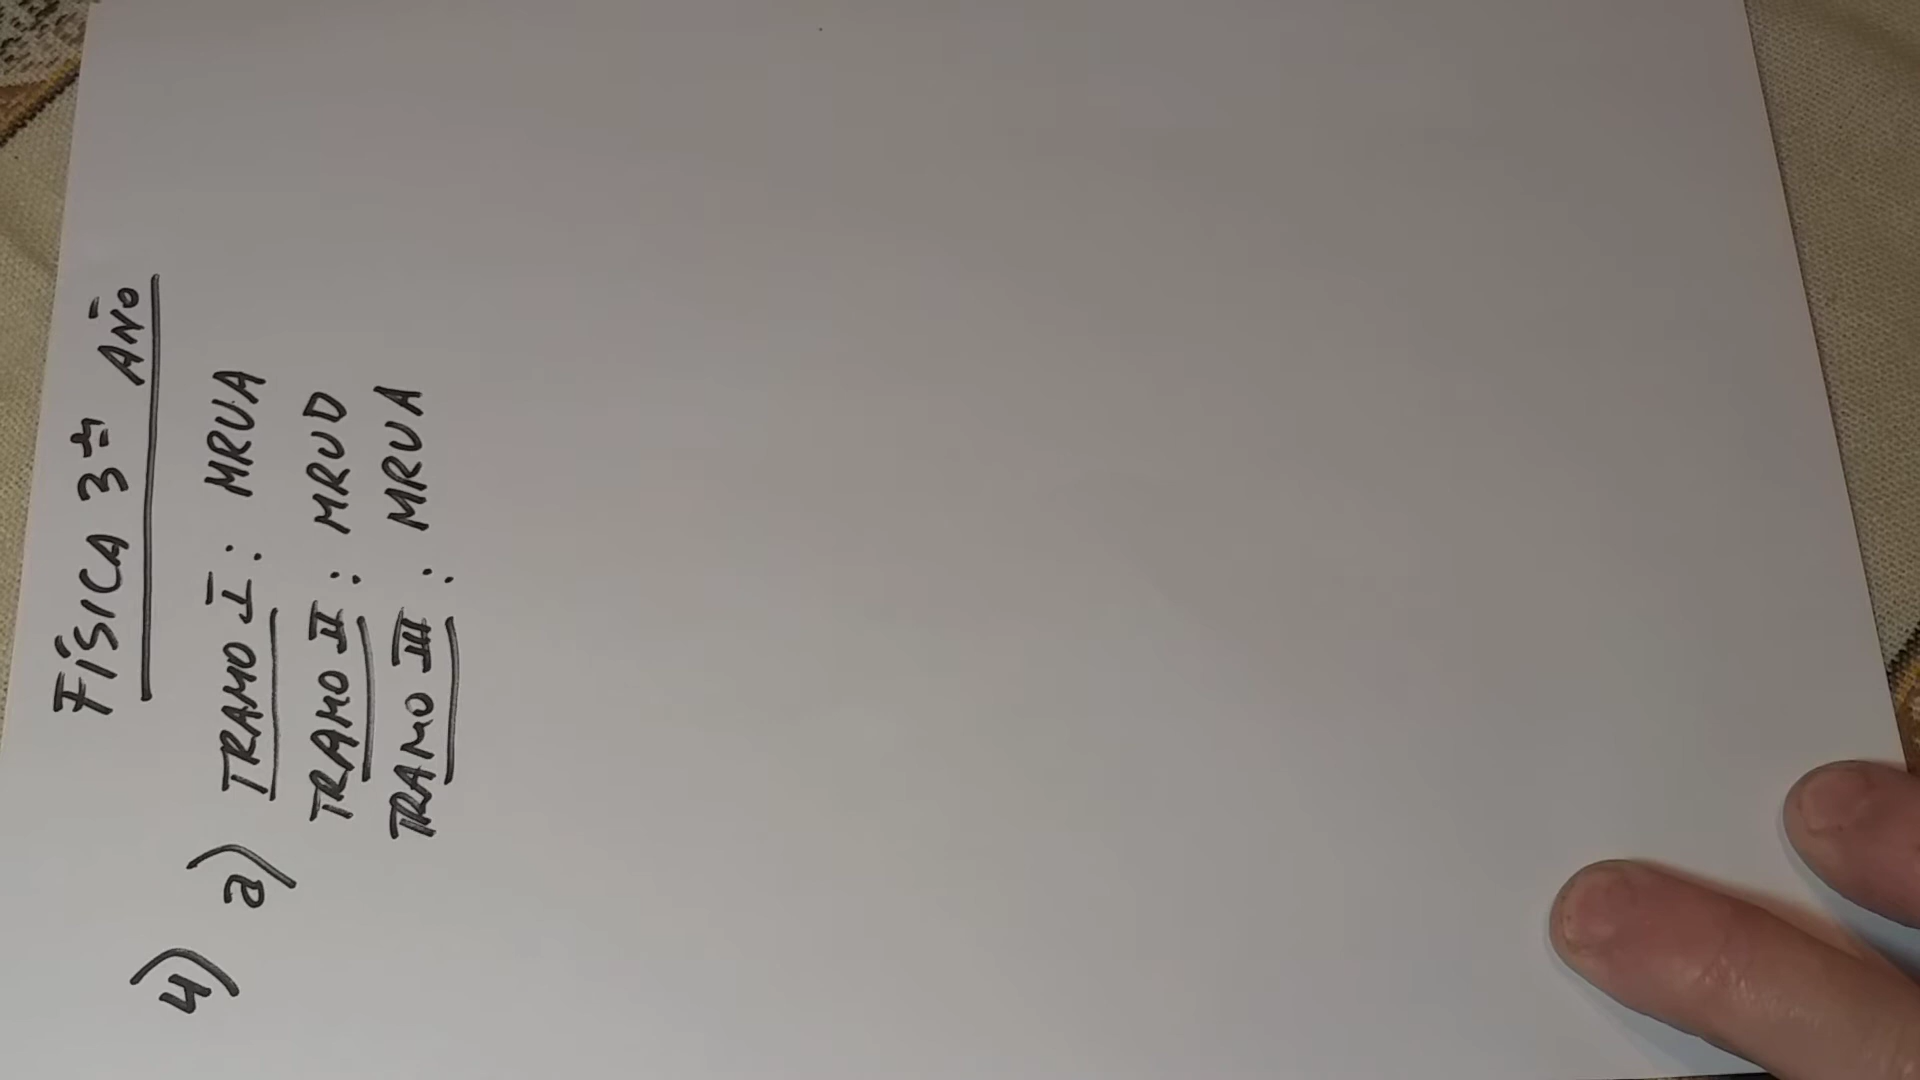 FÍSICA 3er AÑO
4) a) TRAMO I: MRUA
TRAMO II: MRUD
TRAMO III: MRUA